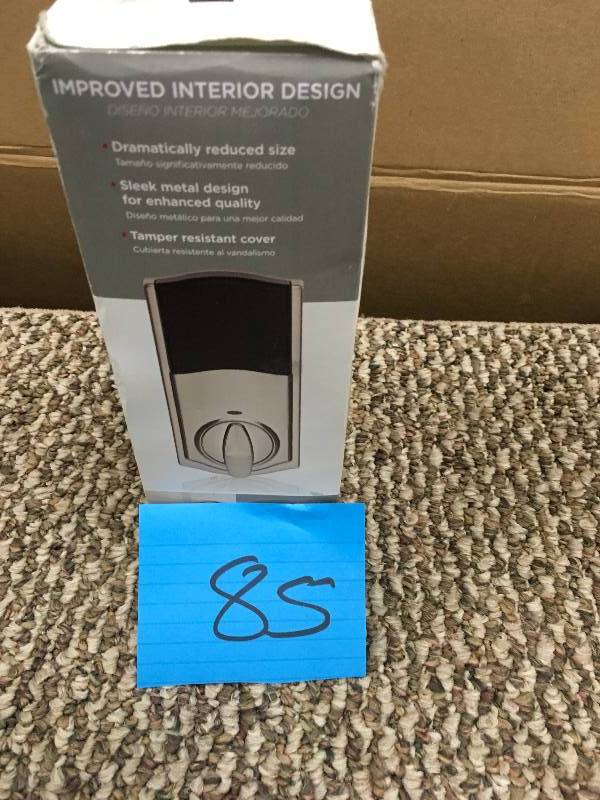 IMPROVED INTERIOR DESIGN
DISEÑO INTERIOR MEJORADO
• Dramatically reduced size
Tamaño significativamente reducido
• Sleek metal design
for enhanced quality
Diseño metálico para una mejor calidad
• Tamper resistant cover
Cubierta resistente al vandalismo
85